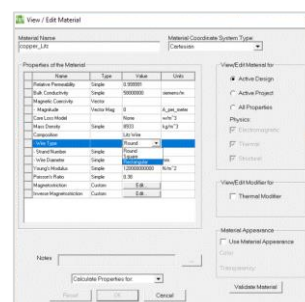 View / Edit Material
Material Name
Material Coordinate System Type:
copper_Litz
Cartesian
Properties of the Material
View/Edit Material for
Name Type Value Units
Relative Permeability Simple 0.999991
Active Design
Bulk Conductivity Simple 58000000 siemens/m
Magnetic Coercivity Vector
Active Project
- Magnitude Vector Mag 0 A_per_meter
All Properties
Core Loss Model None w/m^3
Physics
Mass Density Simple 8933 kg/m^3
Electromagnetic
Composition Litz Wire
- Wire Type Round
Thermal
- Strand Number Simple Round
Square
Structural
- Wire Diameter Simple Rectangular
Young's Modulus Simple 120000000000 N/m^2
View/Edit Modifier for
Poisson's Ratio Simple 0.38
Thermal Modifier
Magnetostriction Custom Edit...
Inverse Magnetostriction Custom Edit...
Material Appearance
Use Material Appearance
Notes
...
Color:
Transparency:
Calculate Properties for:
Validate Material
Reset OK Cancel